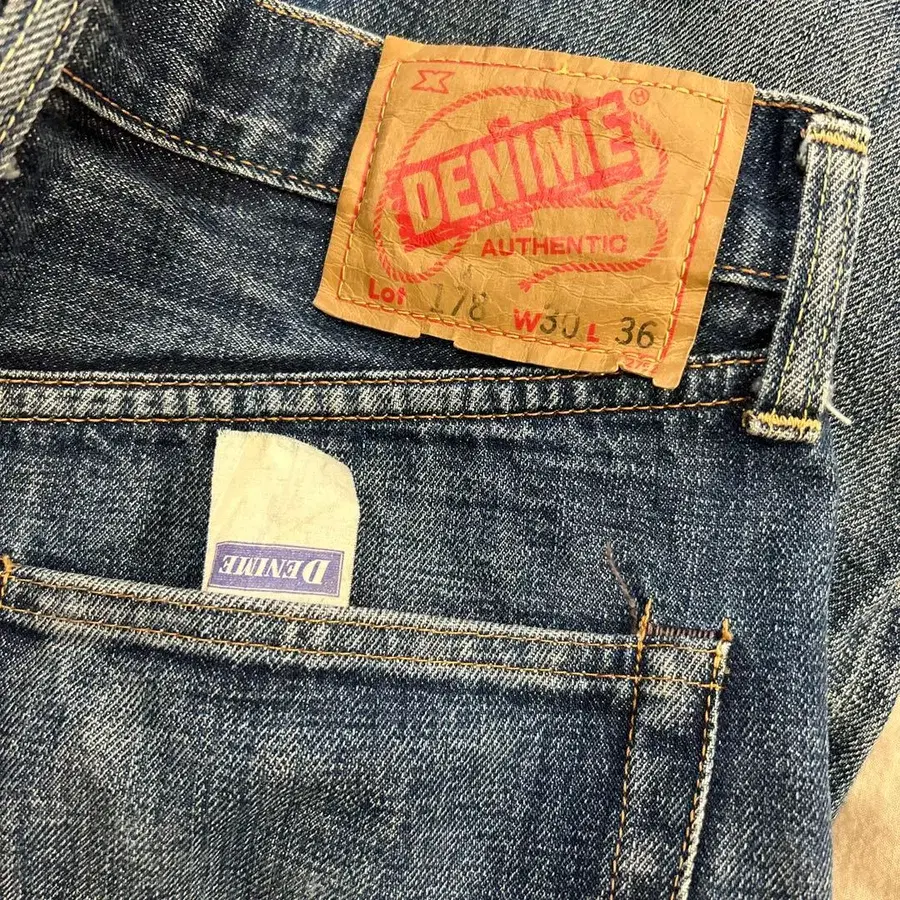 X
DENIME®
AUTHENTIC
Lot 178 W30 L 36
DENIME